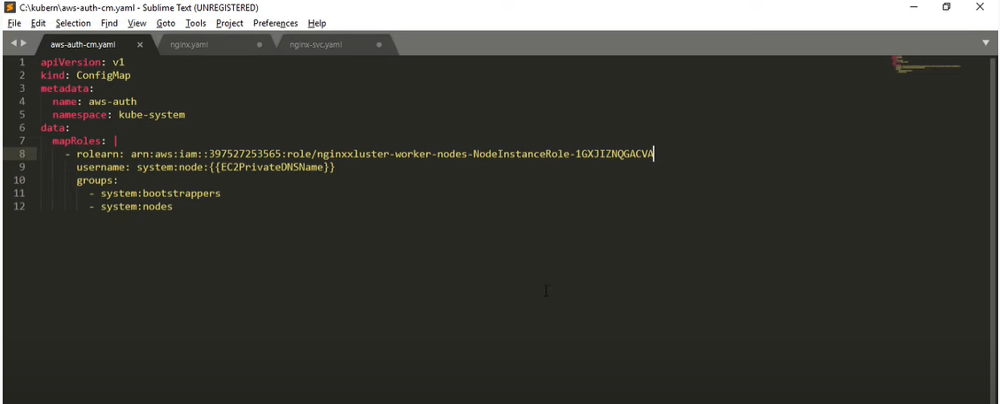 C:\kubern\aws-auth-cm.yaml - Sublime Text (UNREGISTERED)
File Edit Selection Find View Goto Tools Project Preferences Help
aws-auth-cm.yaml nginx.yaml nginx-svc.yaml
1 apiVersion: v1
2 kind: ConfigMap
3 metadata:
4 name: aws-auth
5 namespace: kube-system
6 data:
7 mapRoles: |
8 - rolearn: arn:aws:iam::397527253565:role/nginxxluster-worker-nodes-NodeInstanceRole-1GXJIZNQGACVA
9 username: system:node:{{EC2PrivateDNSName}}
10 groups:
11 - system:bootstrappers
12 - system:nodes